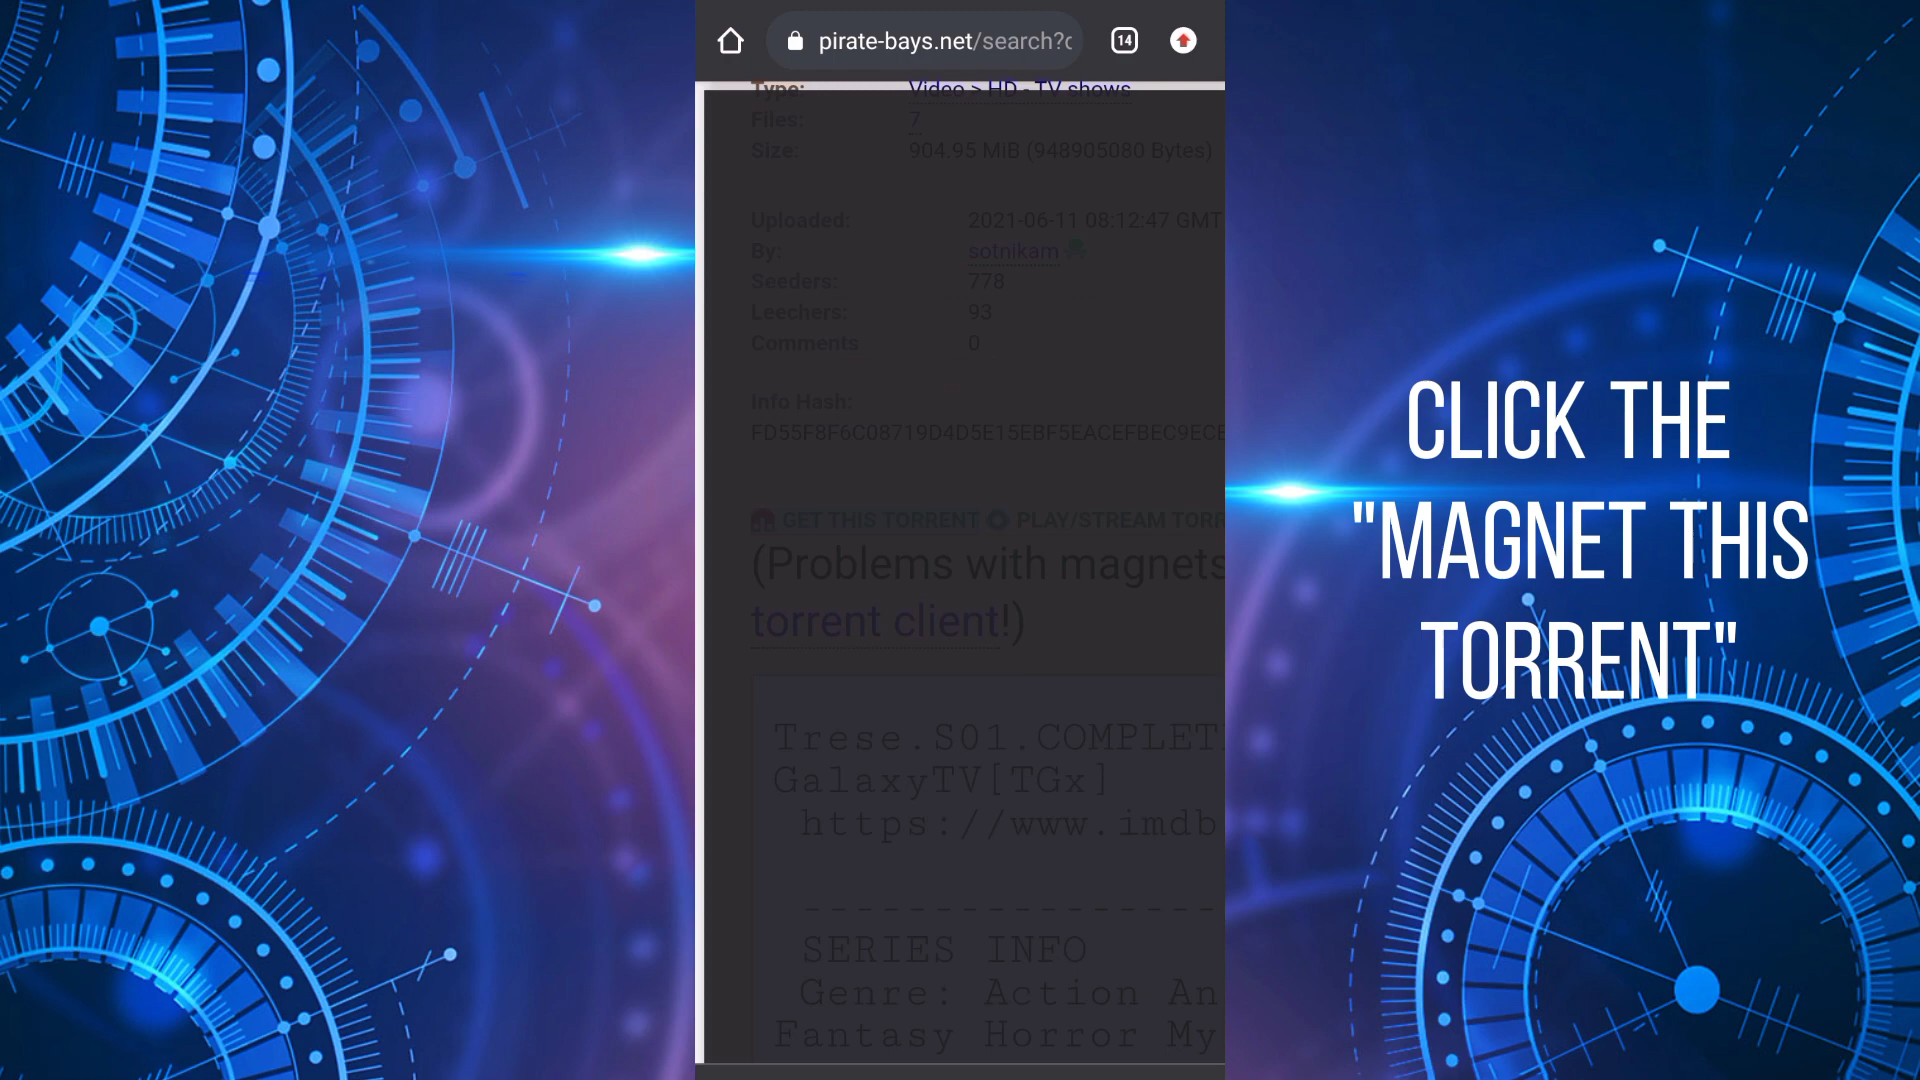 pirate-bays.net/search?c
14
Type: Video > HD - TV shows
Files: 7
Size: 904.95 MiB (948905080 Bytes)
Uploaded: 2021-06-11 08:12:47 GMT
By: sotnikam
Seeders: 778
Leechers: 93
Comments 0
Info Hash:
FD55F8F6C08719D4D5E15EBF5EACEFBEC9ECE
GET THIS TORRENT PLAY/STREAM TORR
(Problems with magnets
torrent client!)
Trese.S01.COMPLET
GalaxyTV[TGx]
https://www.imdb
-----------------
SERIES INFO
Genre: Action An
Fantasy Horror My
CLICK THE
"MAGNET THIS
TORRENT"